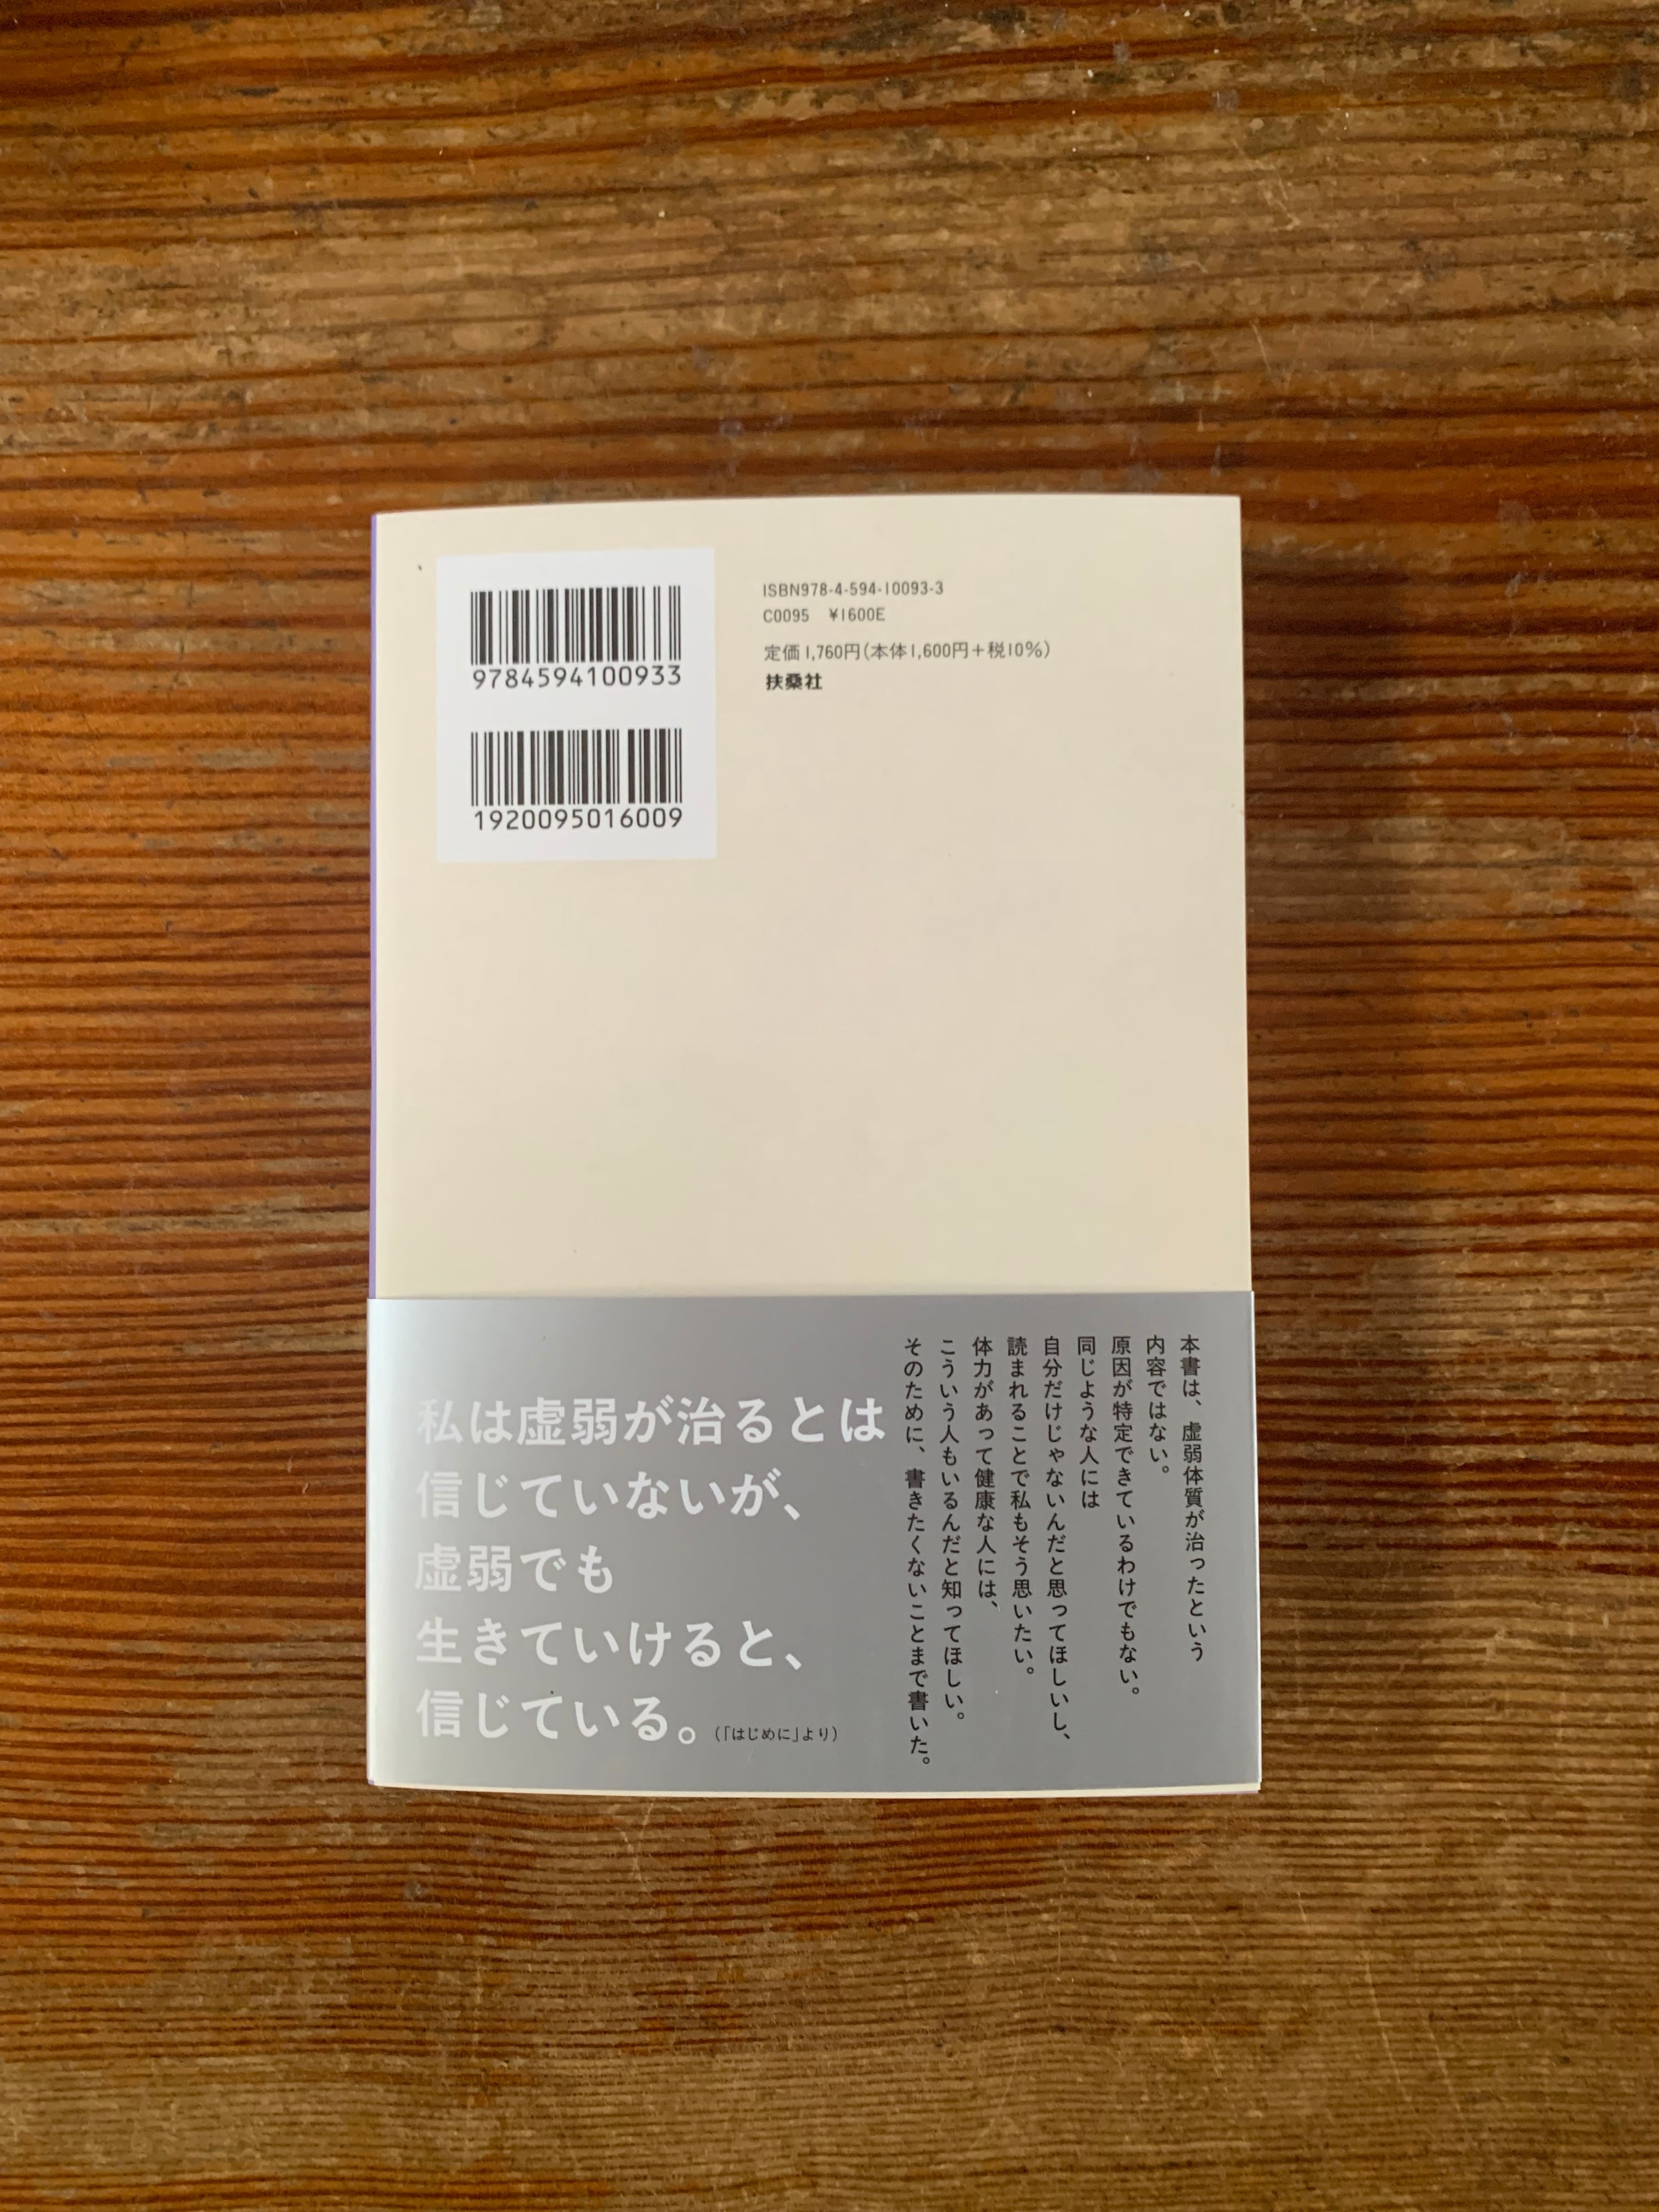 9784594100933
1920095016009
ISBN978-4-594-10093-3
C0095 ¥1600E
定価1,760円(本体1,600円+税10%)
扶桑社
本書は、虚弱体質が治ったという
内容ではない。
原因が特定できているわけでもない。
同じような人には
自分だけじゃないんだと思ってほしいし、
読まれることで私もそう思いたい。
体力があって健康な人には、
こういう人もいるんだと知ってほしい。
そのために、書きたくないことまで書いた。
私は虚弱が治るとは
信じていないが、
虚弱でも
生きていけると、
信じている。(「はじめに」より)